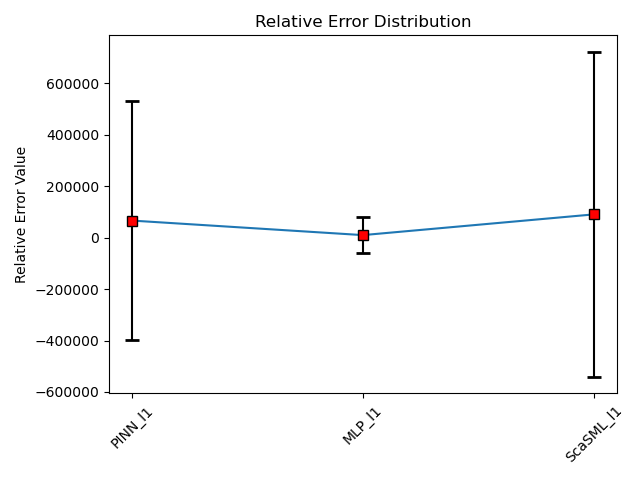 Relative Error Distribution
Relative Error Value
600000
400000
200000
0
−200000
−400000
−600000
PINN_l1
MLP_l1
ScaSML_l1